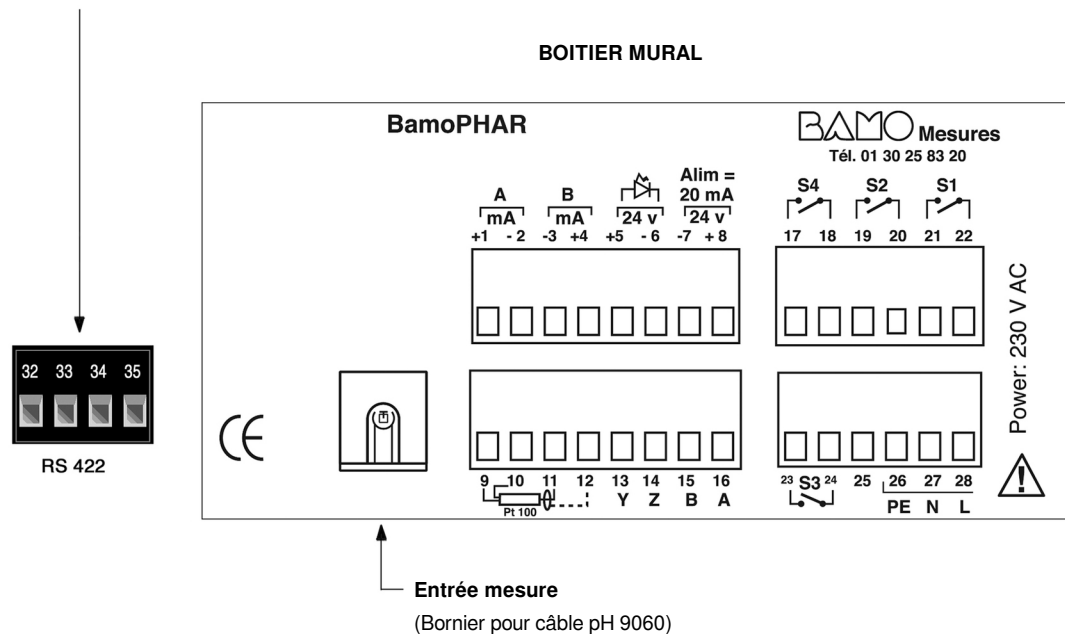 BOITIER MURAL
BamoPHAR
BAMO Mesures
Tél. 01 30 25 83 20
A B Alim =
20 mA
mA mA 24 v 24 v
+1 - 2 -3 +4 +5 - 6 -7 + 8
S4 S2 S1
17 18 19 20 21 22
Power: 230 V AC
32 33 34 35
RS 422
CE
9 10 11 12 13 14 15 16
Pt 100 Y Z B A
23 S3 24 25 26 27 28
PE N L
Entrée mesure
(Bornier pour câble pH 9060)